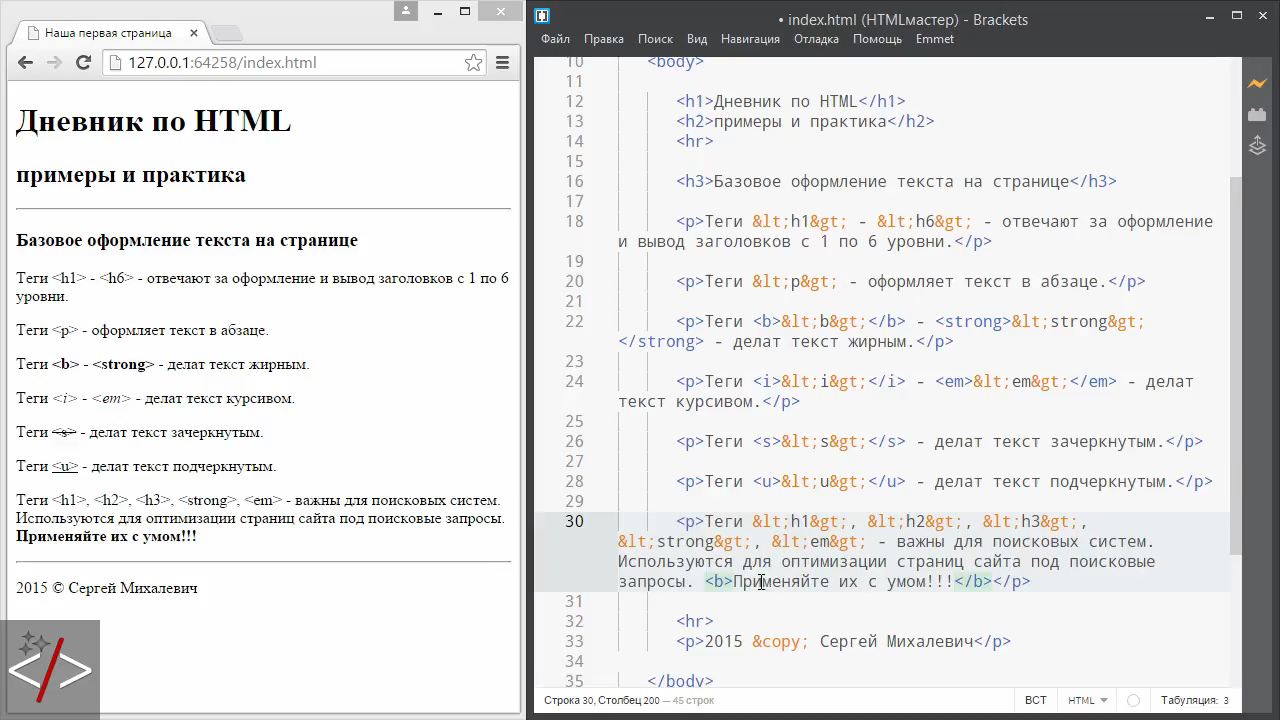 Наша первая страница
127.0.0.1:64258/index.html
Дневник по HTML
примеры и практика
Базовое оформление текста на странице
Теги <h1> - <h6> - отвечают за оформление и вывод заголовков с 1 по 6
уровни.
Теги <p> - оформляет текст в абзаце.
Теги <b> - <strong> - делат текст жирным.
Теги <i> - <em> - делат текст курсивом.
Теги <s> - делат текст зачеркнутым.
Теги <u> - делат текст подчеркнутым.
Теги <h1>, <h2>, <h3>, <strong>, <em> - важны для поисковых систем.
Используются для оптимизации страниц сайта под поисковые запросы.
Применяйте их с умом!!!
2015 © Сергей Михалевич
</>
• index.html (HTMLмастер) - Brackets
Файл Правка Поиск Вид Навигация Отладка Помощь Emmet
10 <body>
11
12 <h1>Дневник по HTML</h1>
13 <h2>примеры и практика</h2>
14 <hr>
15
16 <h3>Базовое оформление текста на странице</h3>
17
18 <p>Теги &lt;h1&gt; - &lt;h6&gt; - отвечают за оформление
и вывод заголовков с 1 по 6 уровни.</p>
19
20 <p>Теги &lt;p&gt; - оформляет текст в абзаце.</p>
21
22 <p>Теги <b>&lt;b&gt;</b> - <strong>&lt;strong&gt;
</strong> - делат текст жирным.</p>
23
24 <p>Теги <i>&lt;i&gt;</i> - <em>&lt;em&gt;</em> - делат
текст курсивом.</p>
25
26 <p>Теги <s>&lt;s&gt;</s> - делат текст зачеркнутым.</p>
27
28 <p>Теги <u>&lt;u&gt;</u> - делат текст подчеркнутым.</p>
29
30 <p>Теги &lt;h1&gt;, &lt;h2&gt;, &lt;h3&gt;,
&lt;strong&gt;, &lt;em&gt; - важны для поисковых систем.
Используются для оптимизации страниц сайта под поисковые
запросы. <b>Применяйте их с умом!!!</b></p>
31
32 <hr>
33 <p>2015 &copy; Сергей Михалевич</p>
34
35 </body>
Строка 30, Столбец 200 — 45 строк
ВСТ HTML Табуляция: 3